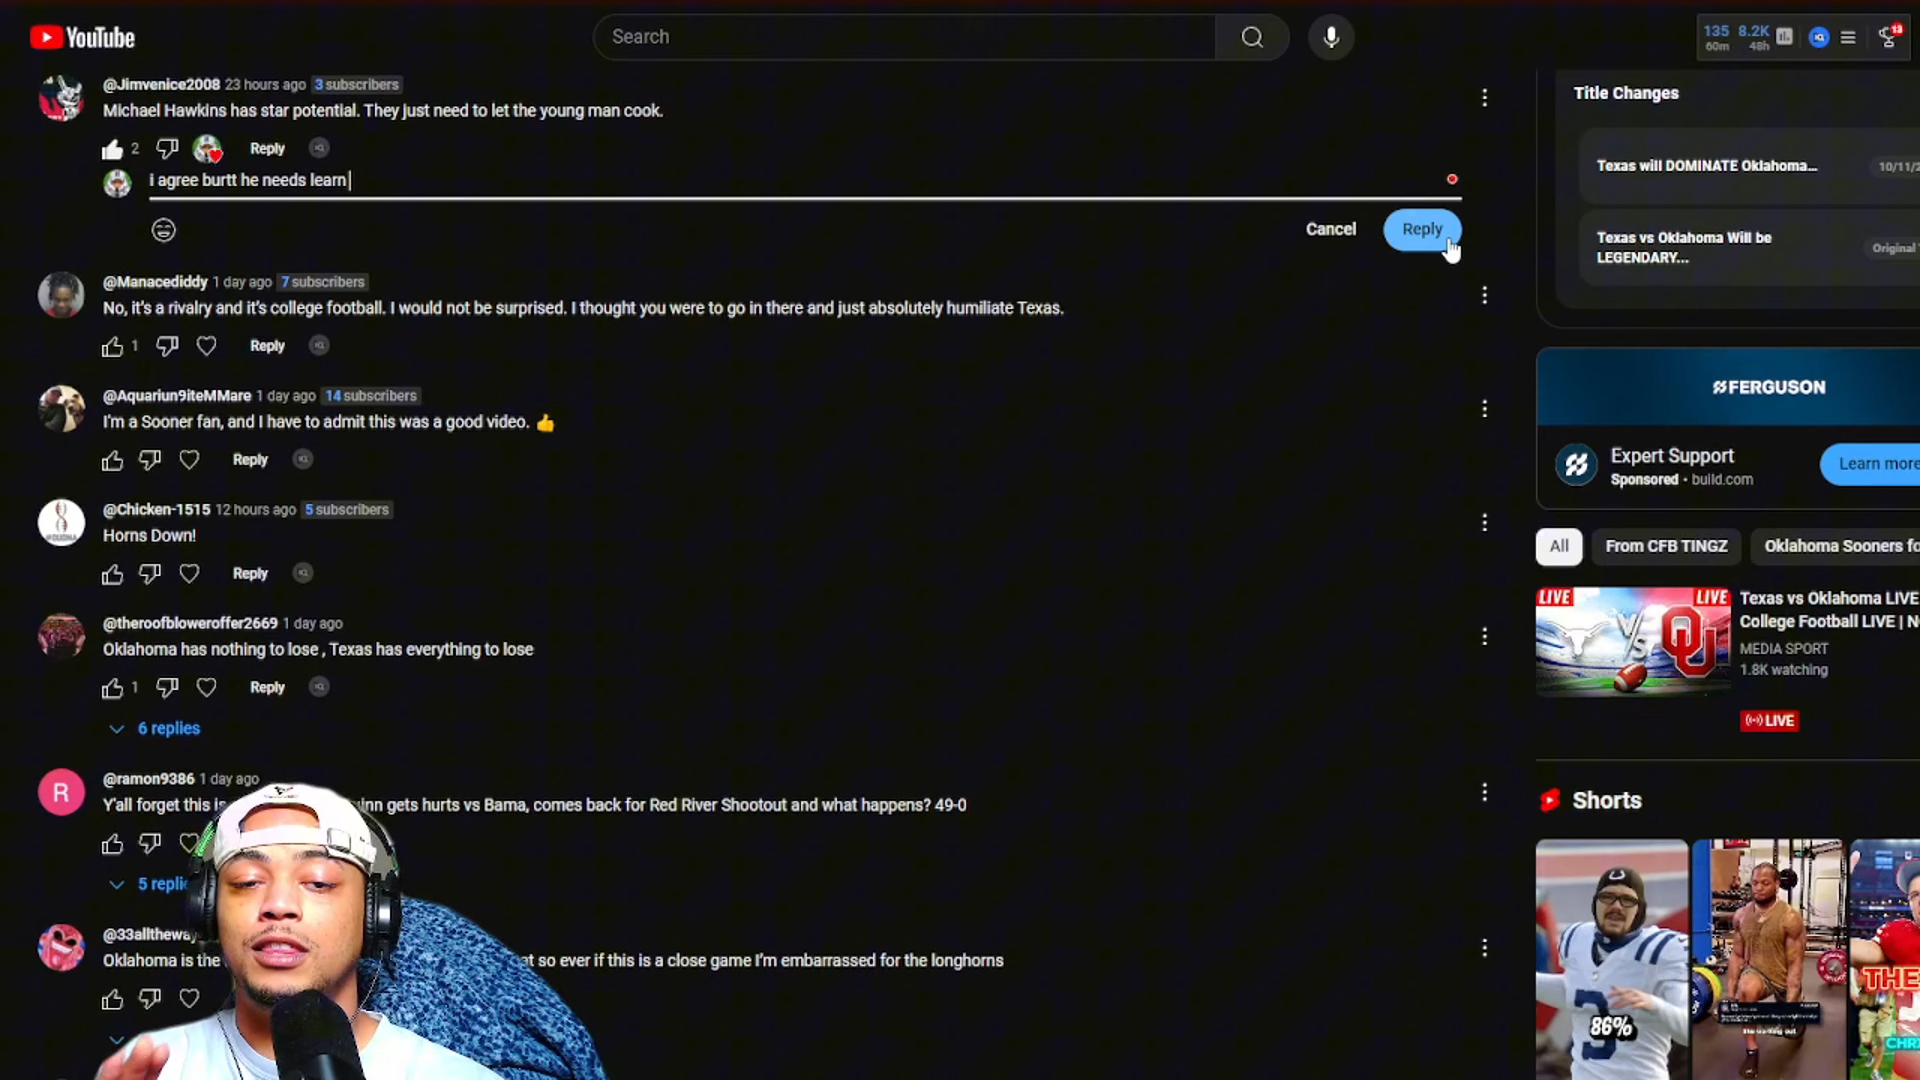 YouTube
Search
135 8.2K
60m 48h
13
@Jimvenice2008 23 hours ago 3 subscribers
Michael Hawkins has star potential. They just need to let the young man cook.
2 Reply
i agree burtt he needs learn
Cancel Reply
@Manacediddy 1 day ago 7 subscribers
No, it's a rivalry and it's college football. I would not be surprised. I thought you were to go in there and just absolutely humiliate Texas.
1 Reply
@Aquariun9iteMMare 1 day ago 14 subscribers
I'm a Sooner fan, and I have to admit this was a good video. 👍
Reply
@Chicken-1515 12 hours ago 5 subscribers
Horns Down!
Reply
@theroofbloweroffer2669 1 day ago
Oklahoma has nothing to lose , Texas has everything to lose
1 Reply
6 replies
R
@ramon9386 1 day ago
Y'all forget this is gets hurts vs Bama, comes back for Red River Shootout and what happens? 49-0
5
@33alltheway
Oklahoma is the so ever if this is a close game I'm embarrassed for the longhorns
Title Changes
Texas will DOMINATE Oklahoma... 10/11/2
Texas vs Oklahoma Will be
LEGENDARY...
Original
FERGUSON
Expert Support
Sponsored • build.com
Learn more
All From CFB TINGZ Oklahoma Sooners
LIVE LIVE
VS OU
Texas vs Oklahoma LIVE
College Football LIVE |
MEDIA SPORT
1.8K watching
LIVE
Shorts
86%
THE
CHRI